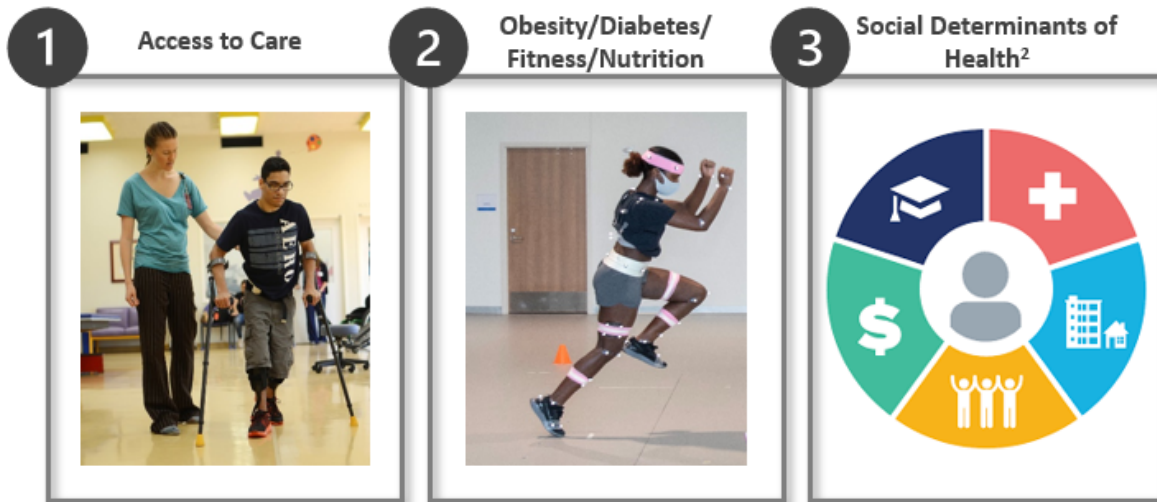 1
Access to Care
2
Obesity/Diabetes/
Fitness/Nutrition
3
Social Determinants of
Health²
AERO
$